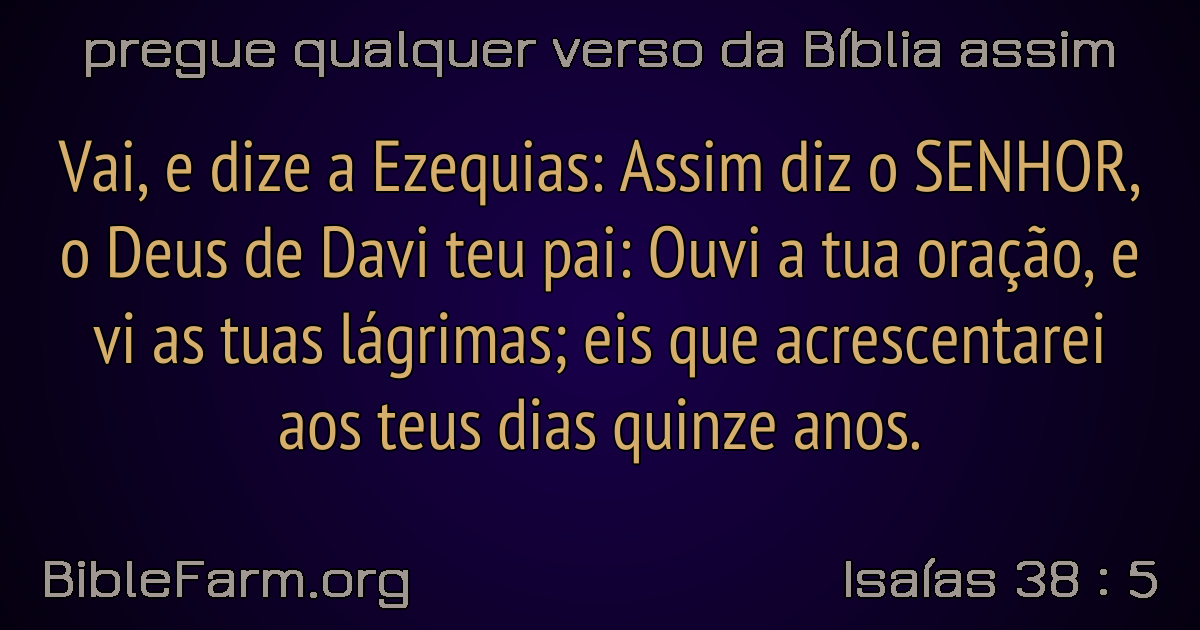 pregue qualquer verso da Bíblia assim
Vai, e dize a Ezequias: Assim diz o SENHOR,
o Deus de Davi teu pai: Ouvi a tua oração, e
vi as tuas lágrimas; eis que acrescentarei
aos teus dias quinze anos.
BibleFarm.org
Isaías 38 : 5